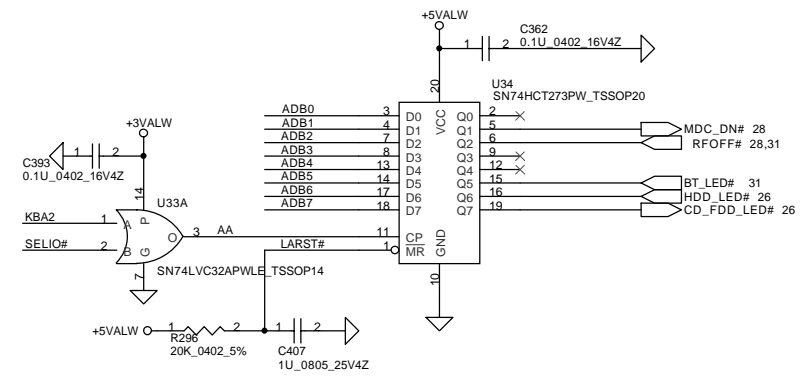 +5VALW
C362
1 2
0.1U_0402_16V4Z
20
U34
SN74HCT273PW_TSSOP20
VCC
ADB0 3 D0 Q0 2
ADB1 4 D1 Q1 5 MDC_DN# 28
ADB2 7 D2 Q2 6 RFOFF# 28,31
ADB3 8 D3 Q3 9
ADB4 13 D4 Q4 12
ADB5 14 D5 Q5 15 BT_LED# 31
ADB6 17 D6 Q6 16 HDD_LED# 26
ADB7 18 D7 Q7 19 CD_FDD_LED# 26
+3VALW
C393
1 2
0.1U_0402_16V4Z
14
U33A
KBA2 1 A P
O 3 AA 11 CP
SELIO# 2 B G
LARST# 1 MR
GND
7
SN74LVC32APWLE_TSSOP14
10
+5VALW 1 2 1 2
R296
20K_0402_5%
C407
1U_0805_25V4Z